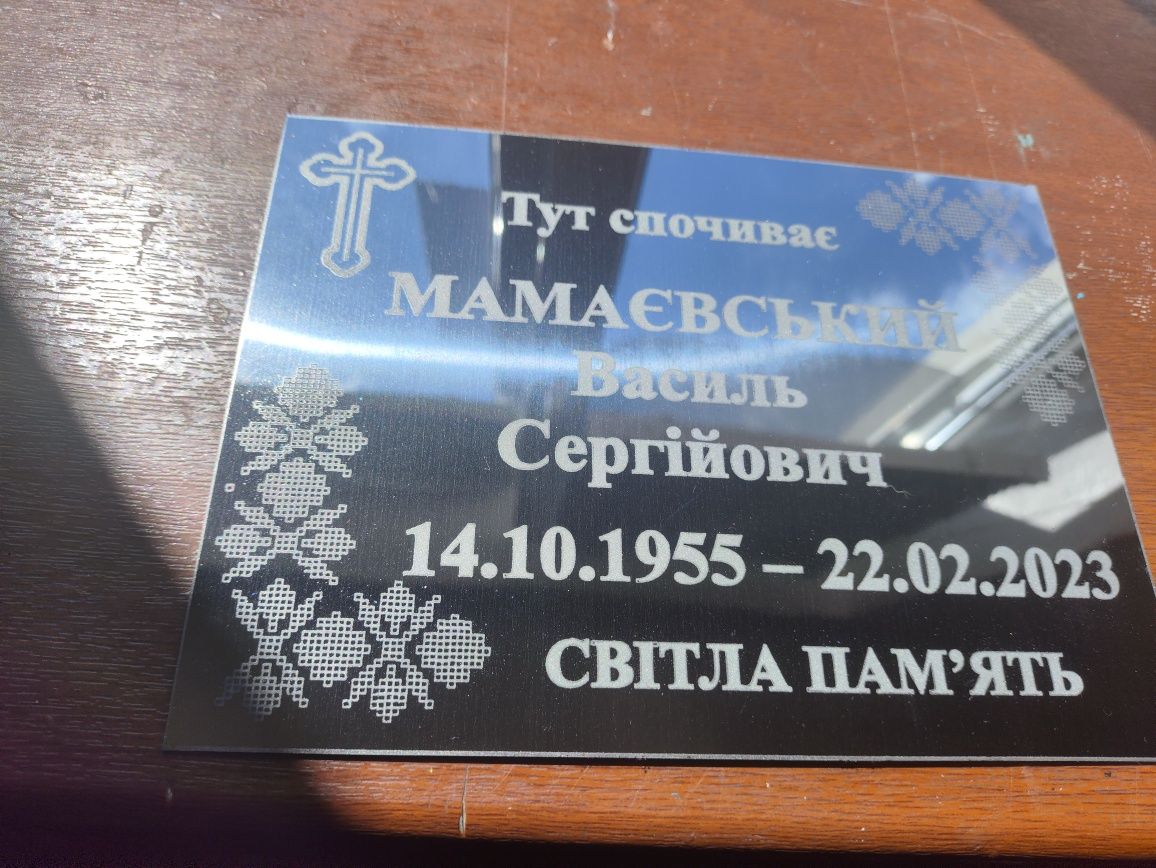 Тут спочиває
МАМАЄВСЬКИЙ
Василь
Сергійович
14.10.1955 – 22.02.2023
СВІТЛА ПАМ’ЯТЬ